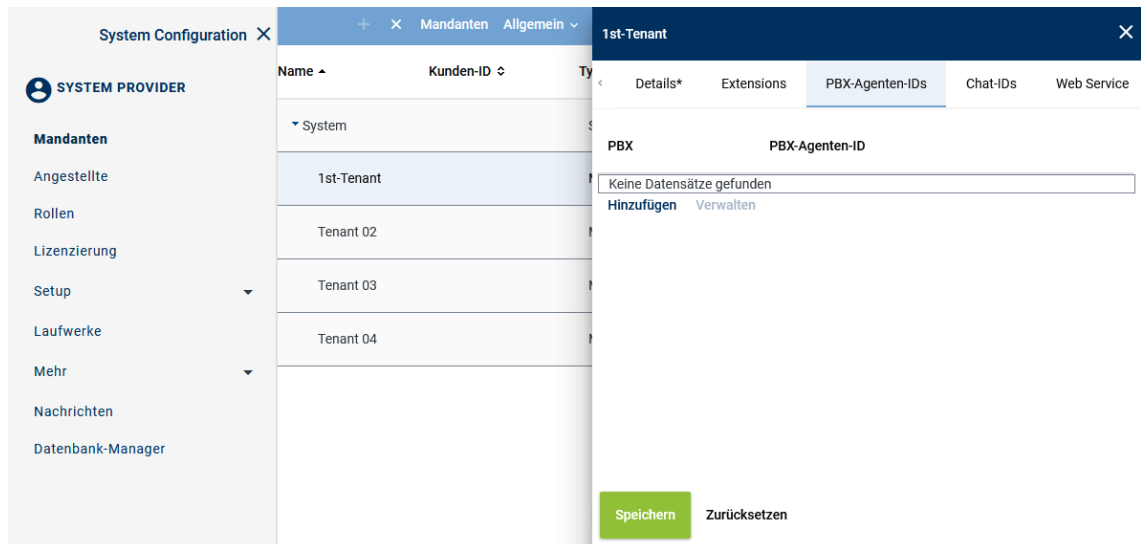 System Configuration
SYSTEM PROVIDER
Mandanten
Angestellte
Rollen
Lizenzierung
Setup
Laufwerke
Mehr
Nachrichten
Datenbank-Manager
Mandanten Allgemein
Name Kunden-ID Ty
System
1st-Tenant
Tenant 02
Tenant 03
Tenant 04
1st-Tenant
Details* Extensions PBX-Agenten-IDs Chat-IDs Web Service
PBX PBX-Agenten-ID
Keine Datensätze gefunden
Hinzufügen Verwalten
Speichern Zurücksetzen